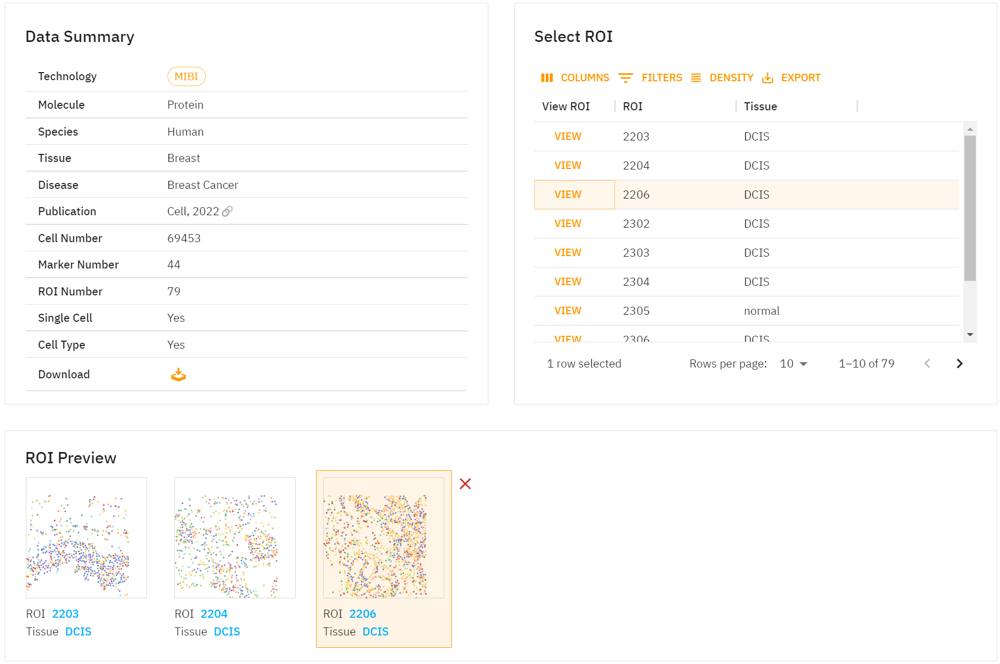 Data Summary
Technology MIBI
Molecule Protein
Species Human
Tissue Breast
Disease Breast Cancer
Publication Cell, 2022
Cell Number 69453
Marker Number 44
ROI Number 79
Single Cell Yes
Cell Type Yes
Download
Select ROI
COLUMNS FILTERS DENSITY EXPORT
View ROI ROI Tissue
VIEW 2203 DCIS
VIEW 2204 DCIS
VIEW 2206 DCIS
VIEW 2302 DCIS
VIEW 2303 DCIS
VIEW 2304 DCIS
VIEW 2305 normal
VIEW 2306 DCIS
1 row selected Rows per page: 10 1–10 of 79
ROI Preview
ROI 2203
Tissue DCIS
ROI 2204
Tissue DCIS
ROI 2206
Tissue DCIS